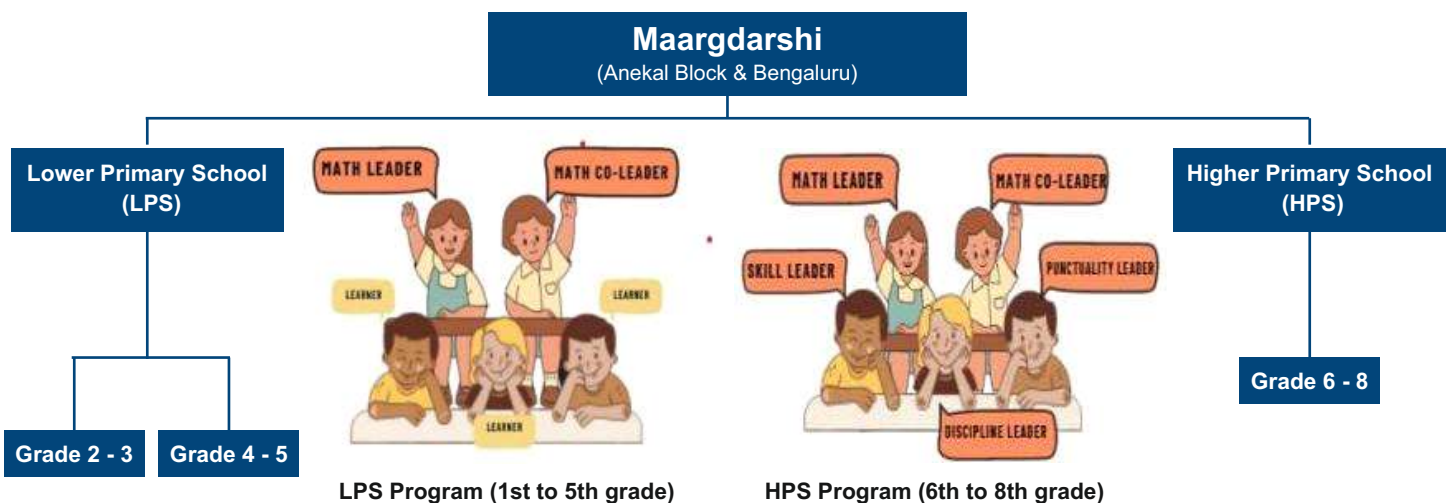 Maargdarshi
(Anekal Block & Bengaluru)
Lower Primary School
(LPS)
Higher Primary School
(HPS)
MATH LEADER
MATH CO-LEADER
LEARNER
LEARNER
LEARNER
MATH LEADER
MATH CO-LEADER
SKILL LEADER
PUNCTUALITY LEADER
DISCIPLINE LEADER
Grade 2 - 3
Grade 4 - 5
Grade 6 - 8
LPS Program (1st to 5th grade)
HPS Program (6th to 8th grade)